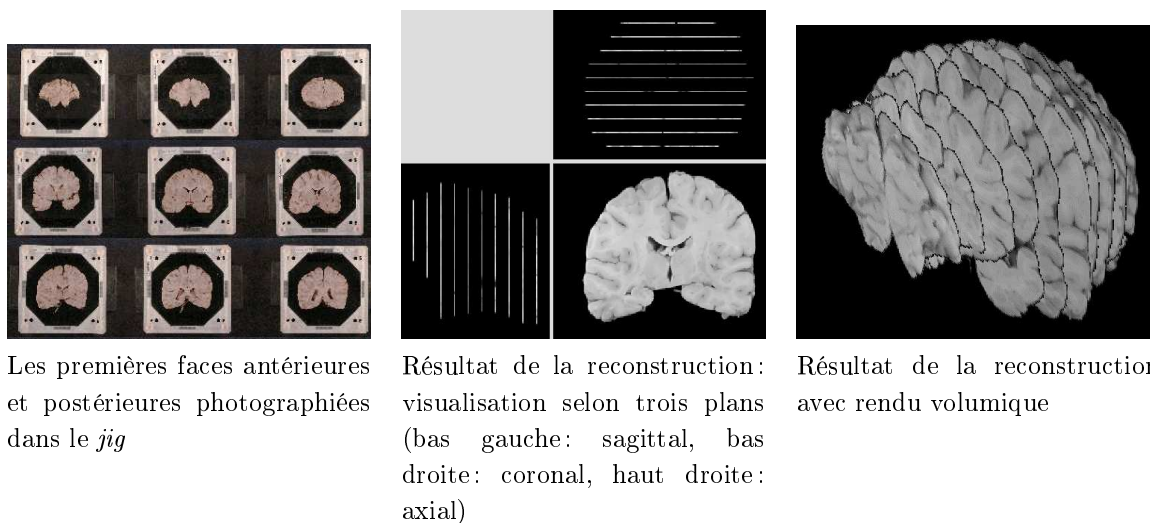 Les premières faces antérieures
et postérieures photographiées
dans le jig
Résultat de la reconstruction :
visualisation selon trois plans
(bas gauche : sagittal, bas
droite : coronal, haut droite :
axial)
Résultat de la reconstruction
avec rendu volumique